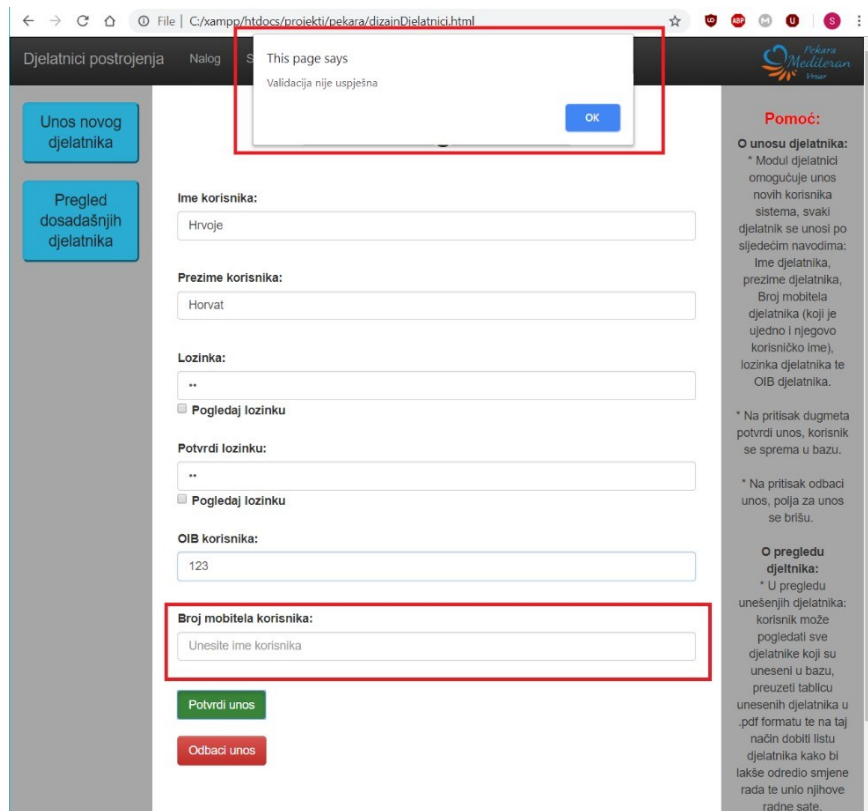 File | C:/xampp/htdocs/projekti/pekara/dizajnDjelatnici.html
Djelatnici postrojenja
Nalog
S
This page says
Validacija nije uspješna
OK
Pekara
Mediteran
Vrsar
Unos novog
djelatnika
Pregled
dosadašnjih
djelatnika
Ime korisnika:
Hrvoje
Prezime korisnika:
Horvat
Lozinka:
••
Pogledaj lozinku
Potvrdi lozinku:
••
Pogledaj lozinku
OIB korisnika:
123
Broj mobitela korisnika:
Unesite ime korisnika
Potvrdi unos
Odbaci unos
Pomoć:
O unosu djelatnika:
* Modul djelatnici
omogućuje unos
novih korisnika
sistema, svaki
djelatnik se unosi po
sljedećim navodima:
Ime djelatnika,
prezime djelatnika,
Broj mobitela
djelatnika (koji je
ujedno i njegovo
korisničko ime),
lozinka djelatnika te
OIB djelatnika.
* Na pritisak dugmeta
potvrdi unos, korisnik
se sprema u bazu.
* Na pritisak odbaci
unos, polja za unos
se brišu.
O pregledu
djeltnika:
* U pregledu
unešenjih djelatnika:
korisnik može
pogledati sve
djelatnike koji su
uneseni u bazu,
preuzeti tablicu
unesenih djelatnika u
.pdf formatu te na taj
način dobiti listu
djelatnika kako bi
lakše odredio smjene
rada te unio njihove
radne sate.